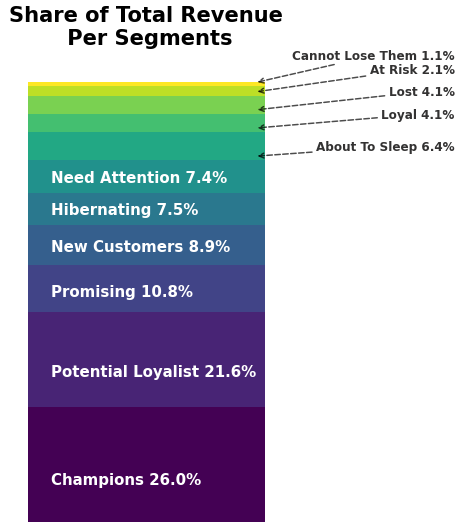 Share of Total Revenue
Per Segments
Cannot Lose Them 1.1%
At Risk 2.1%
Lost 4.1%
Loyal 4.1%
About To Sleep 6.4%
Need Attention 7.4%
Hibernating 7.5%
New Customers 8.9%
Promising 10.8%
Potential Loyalist 21.6%
Champions 26.0%